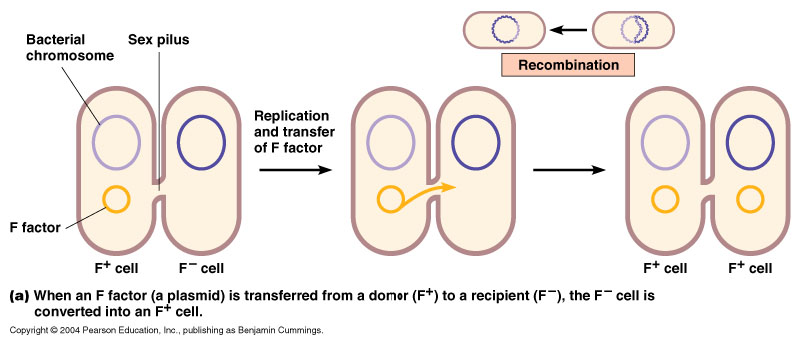 Bacterial
chromosome
Sex pilus
Recombination
Replication
and transfer
of F factor
F factor
F+ cell
F− cell
F+ cell
F+ cell
(a) When an F factor (a plasmid) is transferred from a donor (F+) to a recipient (F−), the F− cell is
converted into an F+ cell.
Copyright © 2004 Pearson Education, Inc., publishing as Benjamin Cummings.